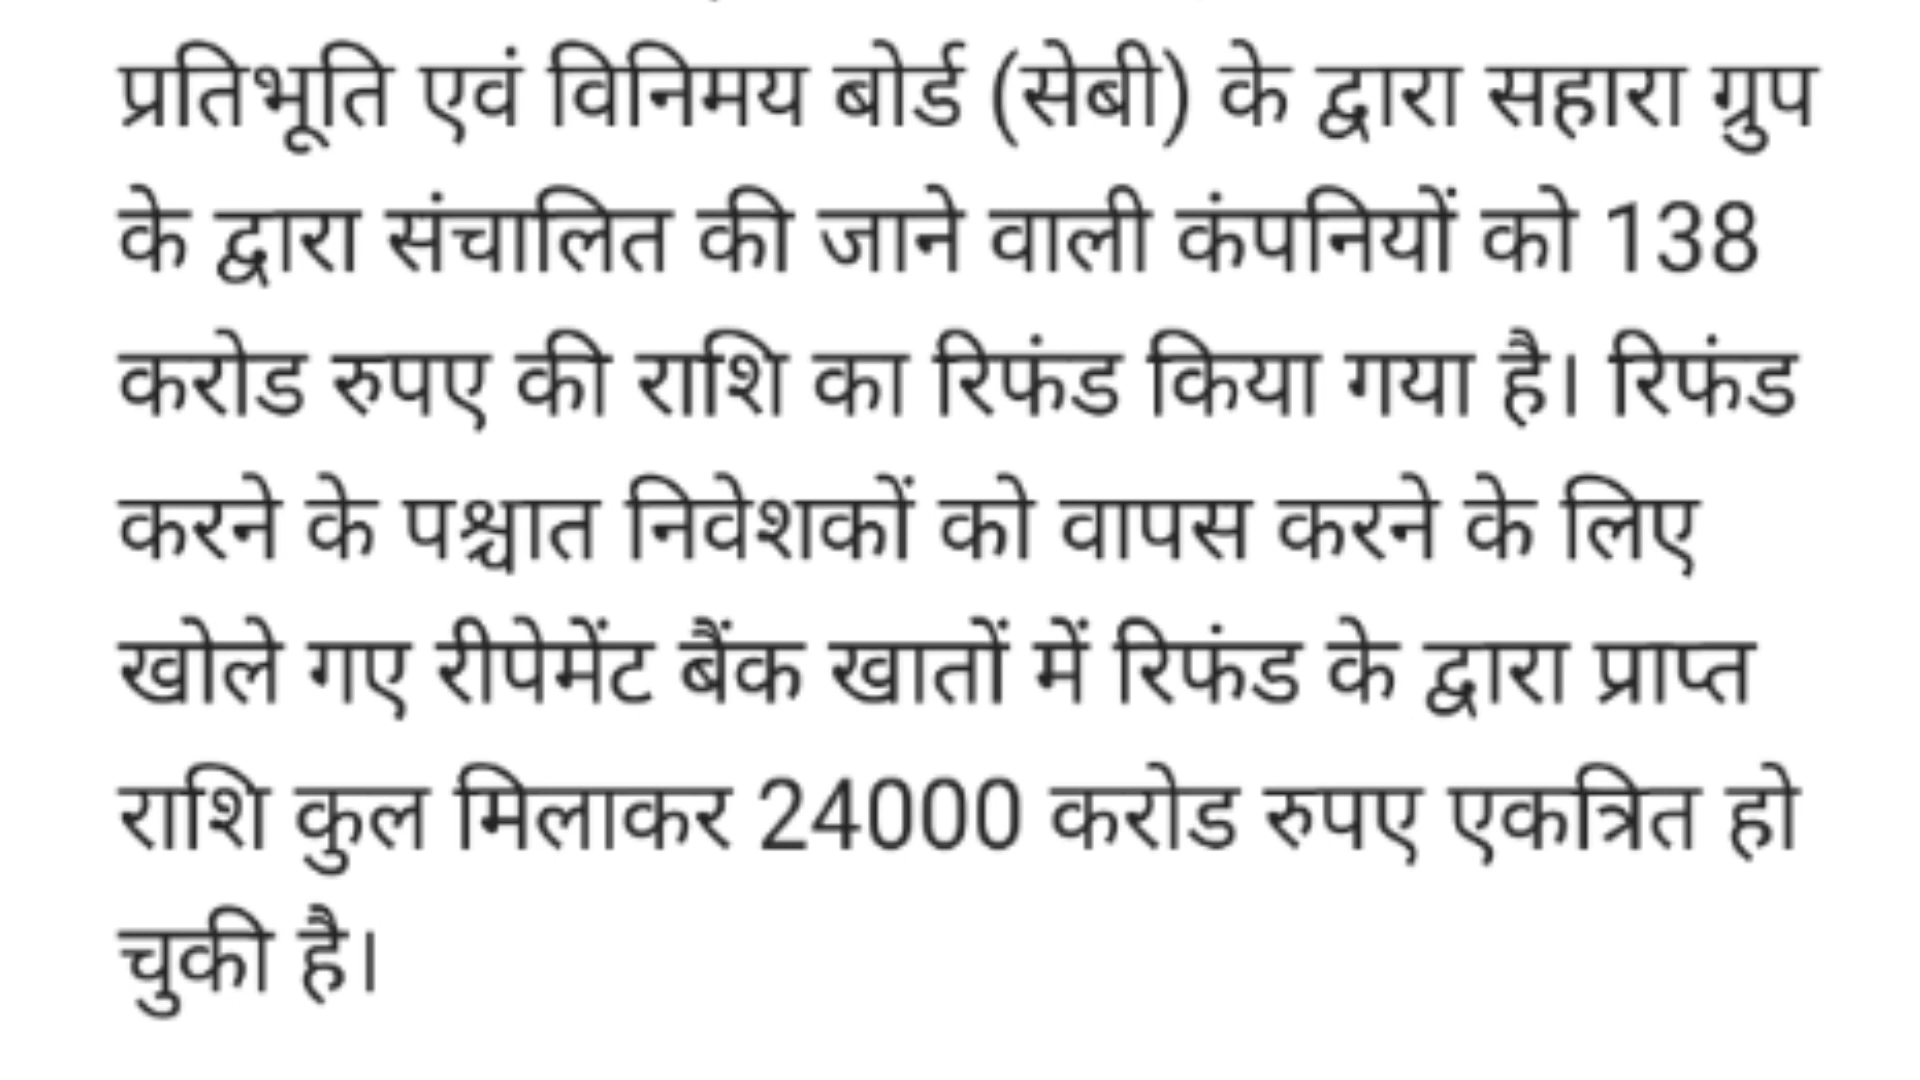 प्रतिभूति एवं विनिमय बोर्ड (सेबी) के द्वारा सहारा ग्रुप
के द्वारा संचालित की जाने वाली कंपनियों को 138
करोड रुपए की राशि का रिफंड किया गया है। रिफंड
करने के पश्चात निवेशकों को वापस करने के लिए
खोले गए रीपेमेंट बैंक खातों में रिफंड के द्वारा प्राप्त
राशि कुल मिलाकर 24000 करोड रुपए एकत्रित हो
चुकी है।